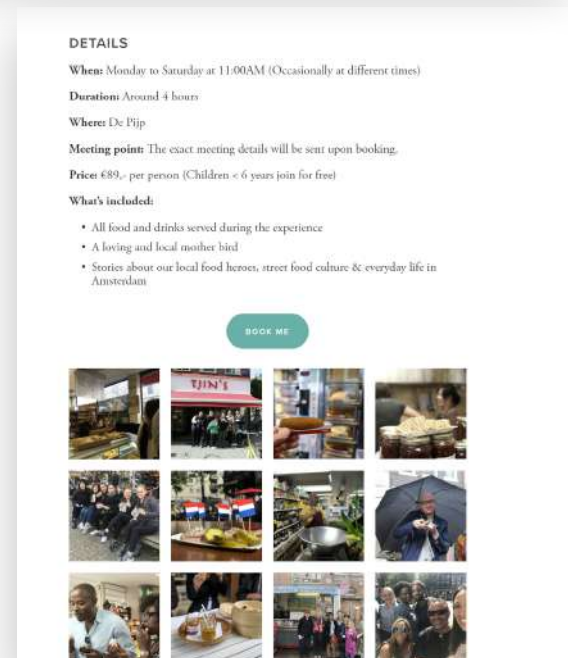 DETAILS
When: Monday to Saturday at 11:00AM (Occasionally at different times)
Duration: Around 4 hours
Where: De Pijp
Meeting point: The exact meeting details will be sent upon booking.
Price: €89,- per person (Children < 6 years join for free)
What's included:
• All food and drinks served during the experience
• A loving and local mother bird
• Stories about our local food heroes, street food culture & everyday life in
Amsterdam
BOOK ME
TJIN'S